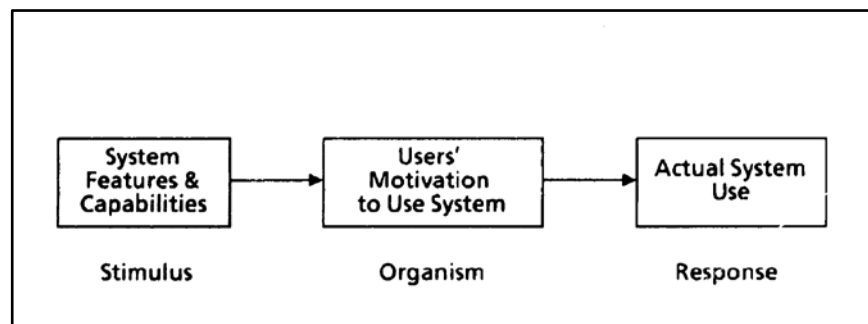 System
Features &
Capabilities
Users'
Motivation
to Use System
Actual System
Use
Stimulus
Organism
Response